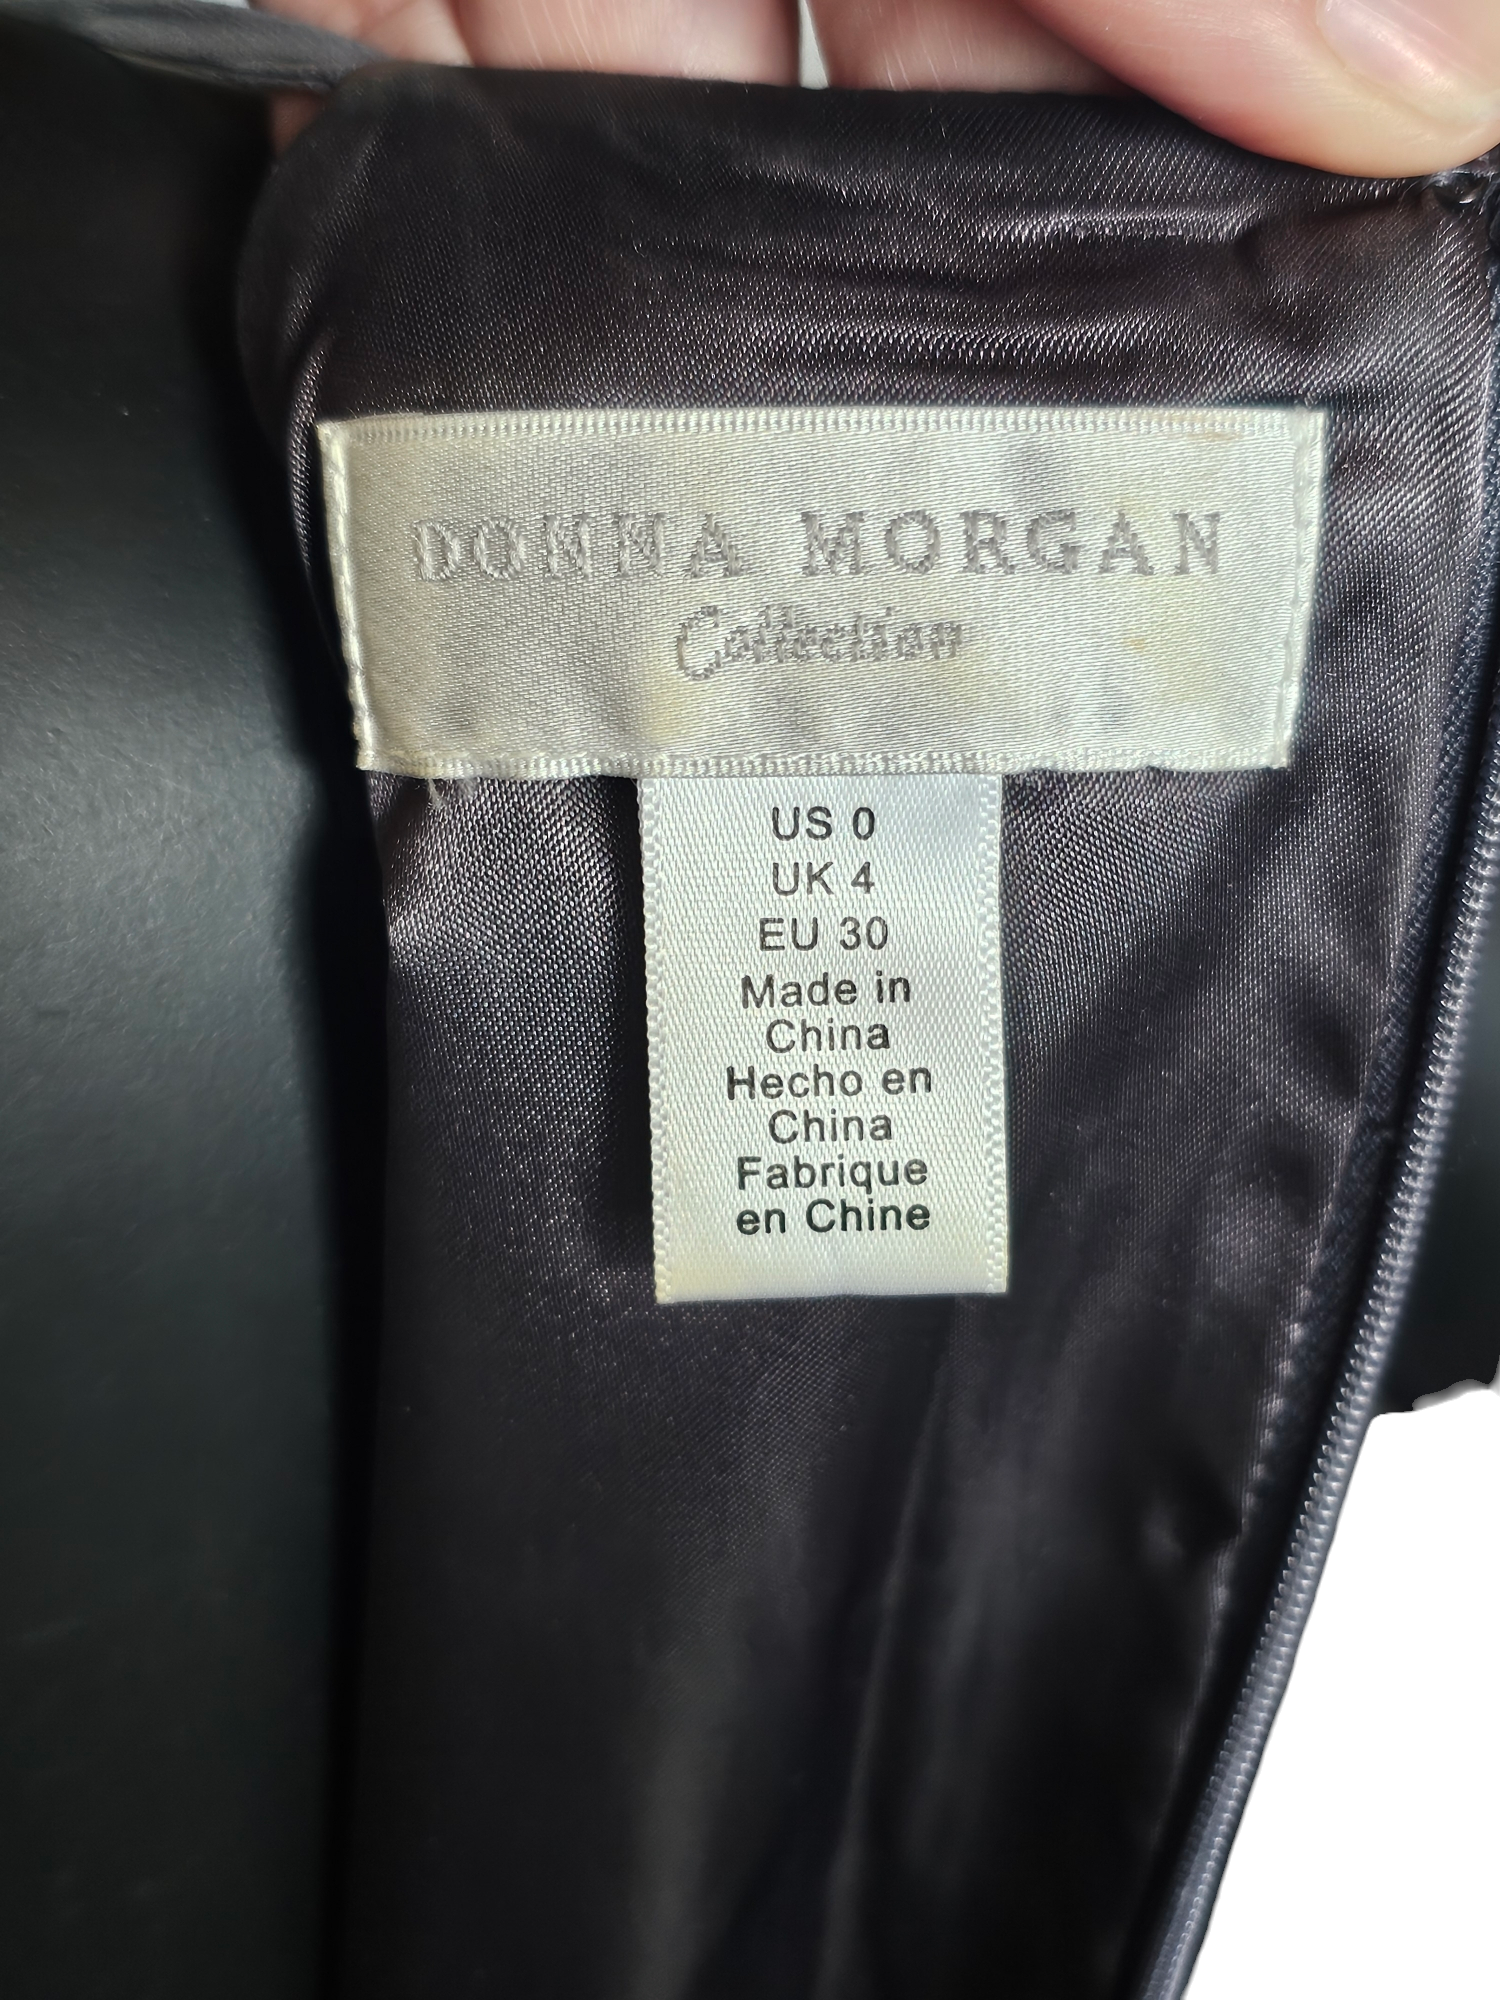 DONNA MORGAN
Collection
US 0
UK 4
EU 30
Made in
China
Hecho en
China
Fabrique
en Chine